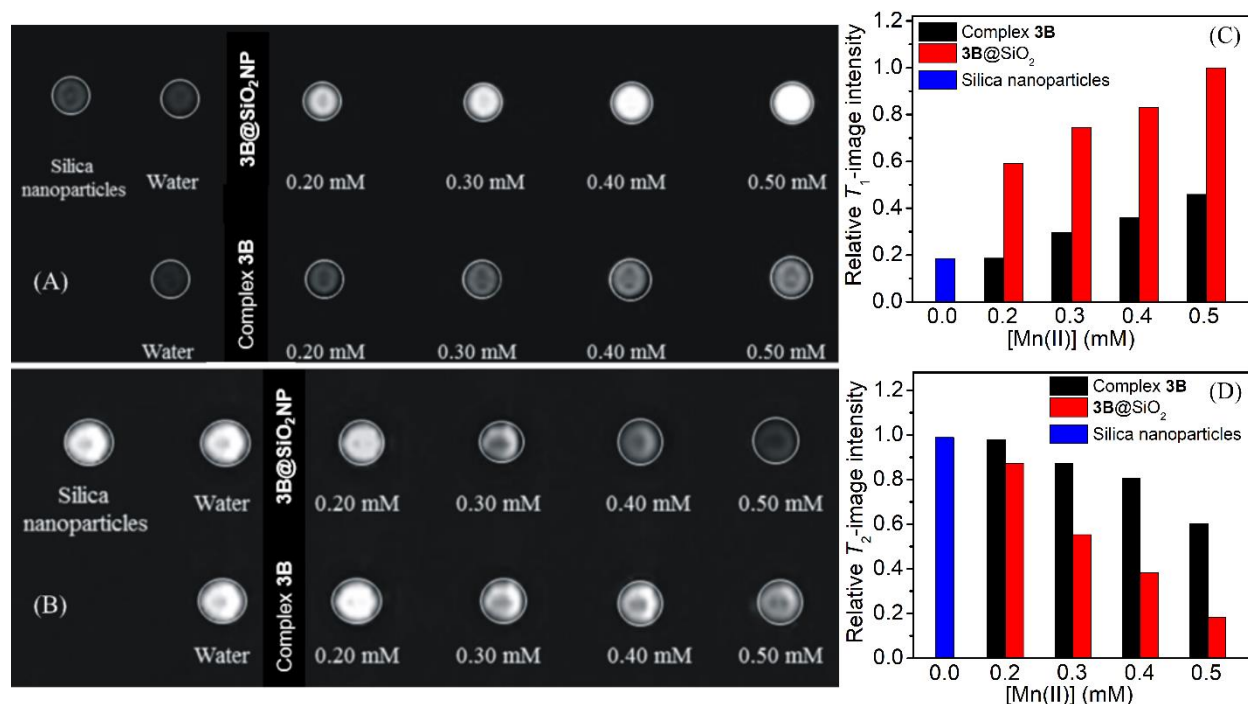 3B@SiO₂NP
Silica
nanoparticles
Water
0.20 mM
0.30 mM
0.40 mM
0.50 mM
(A)
Complex 3B
Water
0.20 mM
0.30 mM
0.40 mM
0.50 mM
3B@SiO₂NP
Silica
nanoparticles
Water
0.20 mM
0.30 mM
0.40 mM
0.50 mM
(B)
Complex 3B
Water
0.20 mM
0.30 mM
0.40 mM
0.50 mM
(C)
Complex 3B
3B@SiO₂
Silica nanoparticles
Relative T₁-image intensity
1.2
1.0
0.8
0.6
0.4
0.2
0.0
0.0 0.2 0.3 0.4 0.5
[Mn(II)] (mM)
(D)
Complex 3B
3B@SiO₂
Silica nanoparticles
Relative T₂-image intensity
1.2
1.0
0.8
0.6
0.4
0.2
0.0
0.0 0.2 0.3 0.4 0.5
[Mn(II)] (mM)